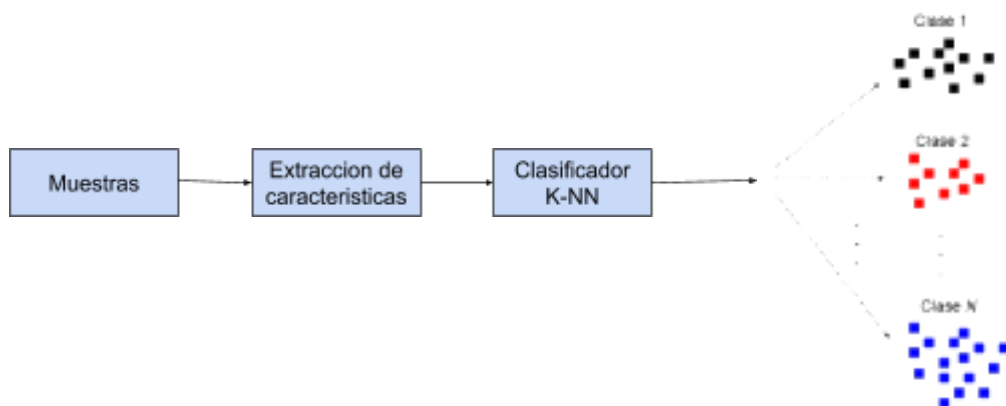 Muestras
Extraccion de
caracteristicas
Clasificador
K-NN
Clase 1
Clase 2
Clase N